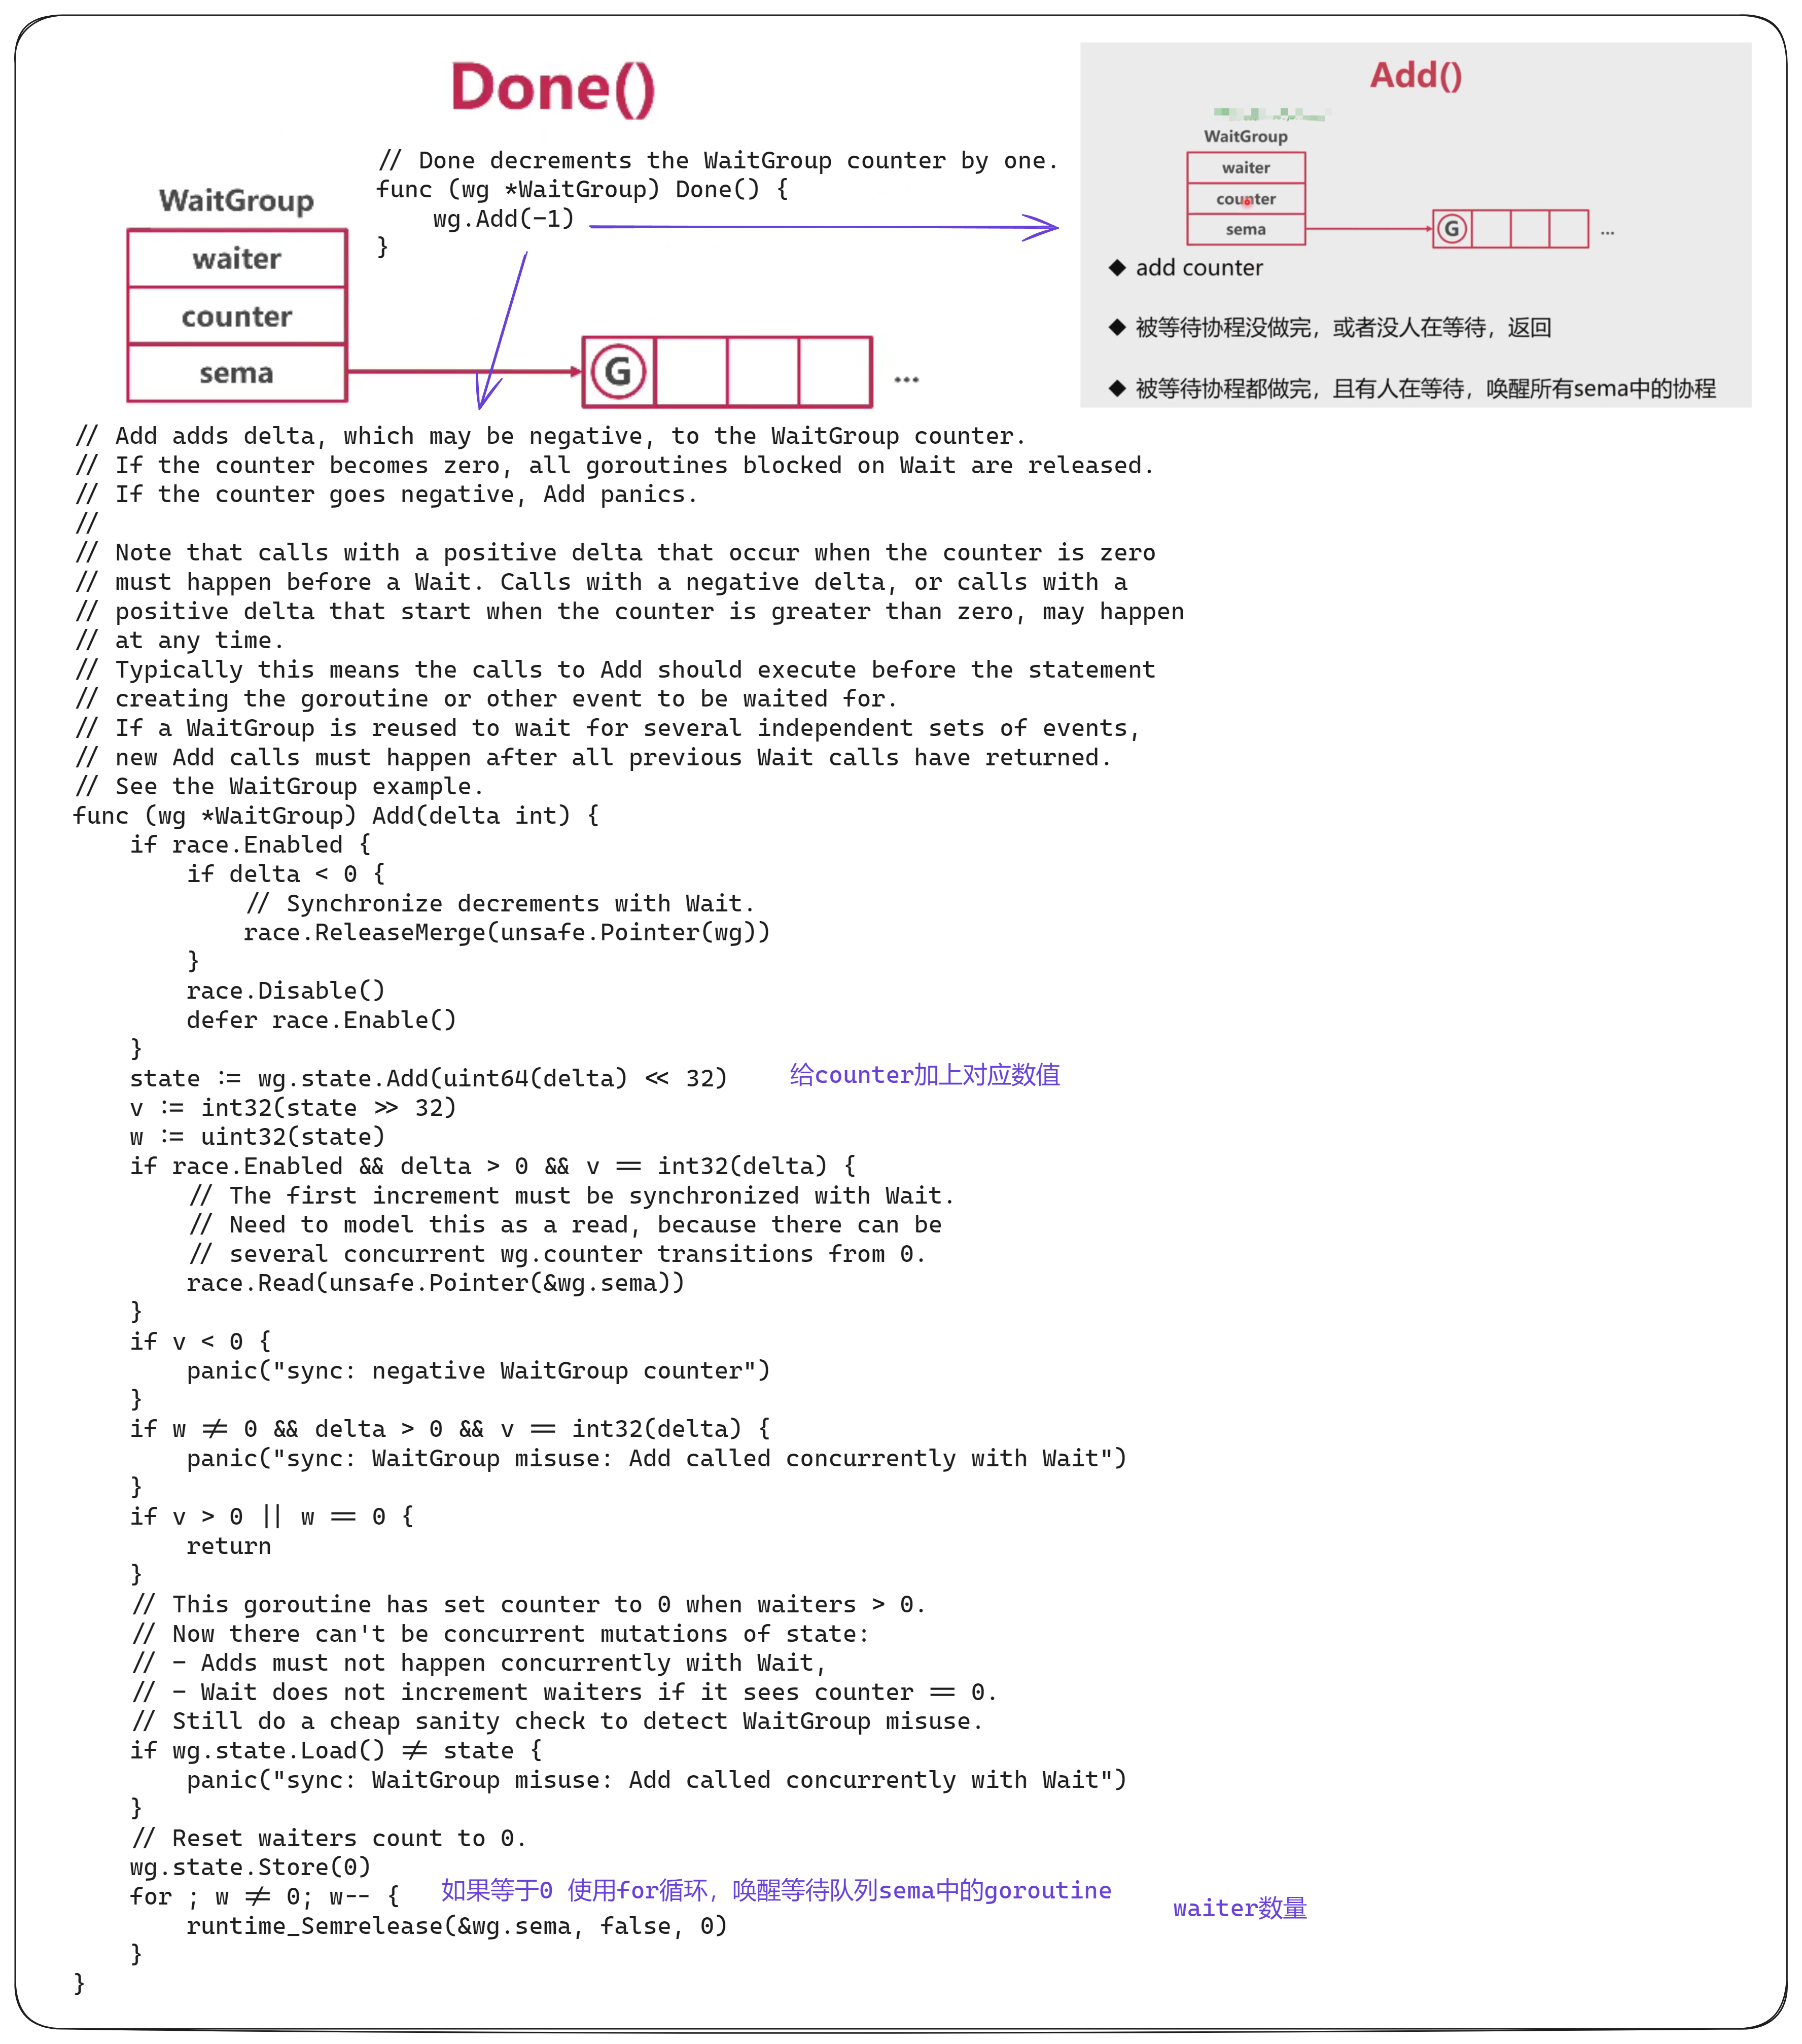 Done()
// Done decrements the WaitGroup counter by one.
func (wg *WaitGroup) Done() {
    wg.Add(-1)
}
WaitGroup
waiter
counter
sema
G
...
Add()
WaitGroup
waiter
counter
sema
G
...
◆ add counter
◆ 被等待协程没做完，或者没人在等待，返回
◆ 被等待协程都做完，且有人在等待，唤醒所有sema中的协程
// Add adds delta, which may be negative, to the WaitGroup counter.
// If the counter becomes zero, all goroutines blocked on Wait are released.
// If the counter goes negative, Add panics.
//
// Note that calls with a positive delta that occur when the counter is zero
// must happen before a Wait. Calls with a negative delta, or calls with a
// positive delta that start when the counter is greater than zero, may happen
// at any time.
// Typically this means the calls to Add should execute before the statement
// creating the goroutine or other event to be waited for.
// If a WaitGroup is reused to wait for several independent sets of events,
// new Add calls must happen after all previous Wait calls have returned.
// See the WaitGroup example.
func (wg *WaitGroup) Add(delta int) {
    if race.Enabled {
        if delta < 0 {
            // Synchronize decrements with Wait.
            race.ReleaseMerge(unsafe.Pointer(wg))
        }
        race.Disable()
        defer race.Enable()
    }
    state := wg.state.Add(uint64(delta) << 32) 给counter加上对应数值
    v := int32(state >> 32)
    w := uint32(state)
    if race.Enabled && delta > 0 && v == int32(delta) {
        // The first increment must be synchronized with Wait.
        // Need to model this as a read, because there can be
        // several concurrent wg.counter transitions from 0.
        race.Read(unsafe.Pointer(&wg.sema))
    }
    if v < 0 {
        panic("sync: negative WaitGroup counter")
    }
    if w != 0 && delta > 0 && v == int32(delta) {
        panic("sync: WaitGroup misuse: Add called concurrently with Wait")
    }
    if v > 0 || w == 0 {
        return
    }
    // This goroutine has set counter to 0 when waiters > 0.
    // Now there can't be concurrent mutations of state:
    // - Adds must not happen concurrently with Wait,
    // - Wait does not increment waiters if it sees counter == 0.
    // Still do a cheap sanity check to detect WaitGroup misuse.
    if wg.state.Load() != state {
        panic("sync: WaitGroup misuse: Add called concurrently with Wait")
    }
    // Reset waiters count to 0.
    wg.state.Store(0)
    for ; w != 0; w-- { 如果等于0 使用for循环，唤醒等待队列sema中的goroutine
waiter数量
        runtime_Semrelease(&wg.sema, false, 0)
    }
}